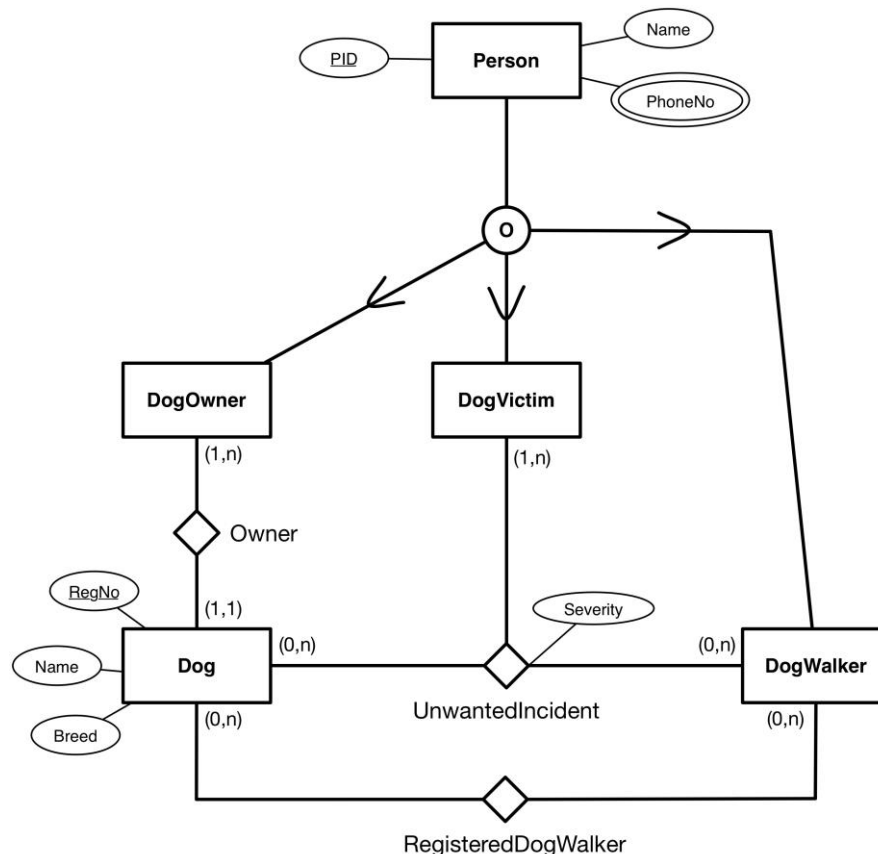 Name
PID
Person
PhoneNo
O
DogOwner
DogVictim
(1,n)
(1,n)
Owner
RegNo
(1,1)
Severity
(0,n)
(0,n)
Name
Dog
DogWalker
UnwantedIncident
(0,n)
(0,n)
Breed
RegisteredDogWalker